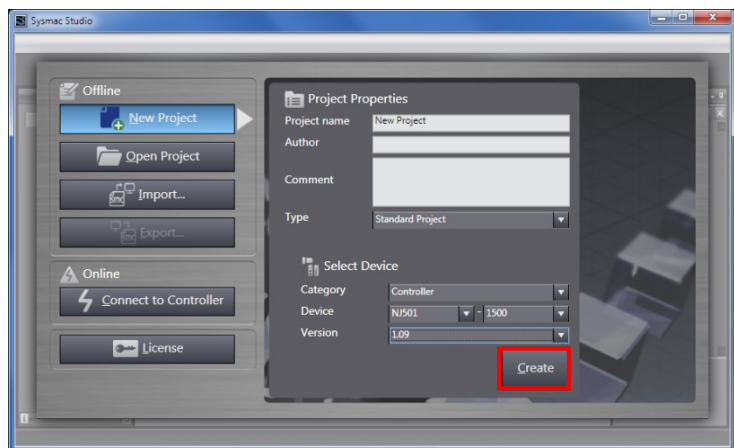 Sysmac Studio
Offline
New Project
Open Project
Import...
Export...
Online
Connect to Controller
License
Project Properties
Project name New Project
Author
Comment
Type Standard Project
Select Device
Category Controller
Device NJ501 - 1500
Version 1.09
Create